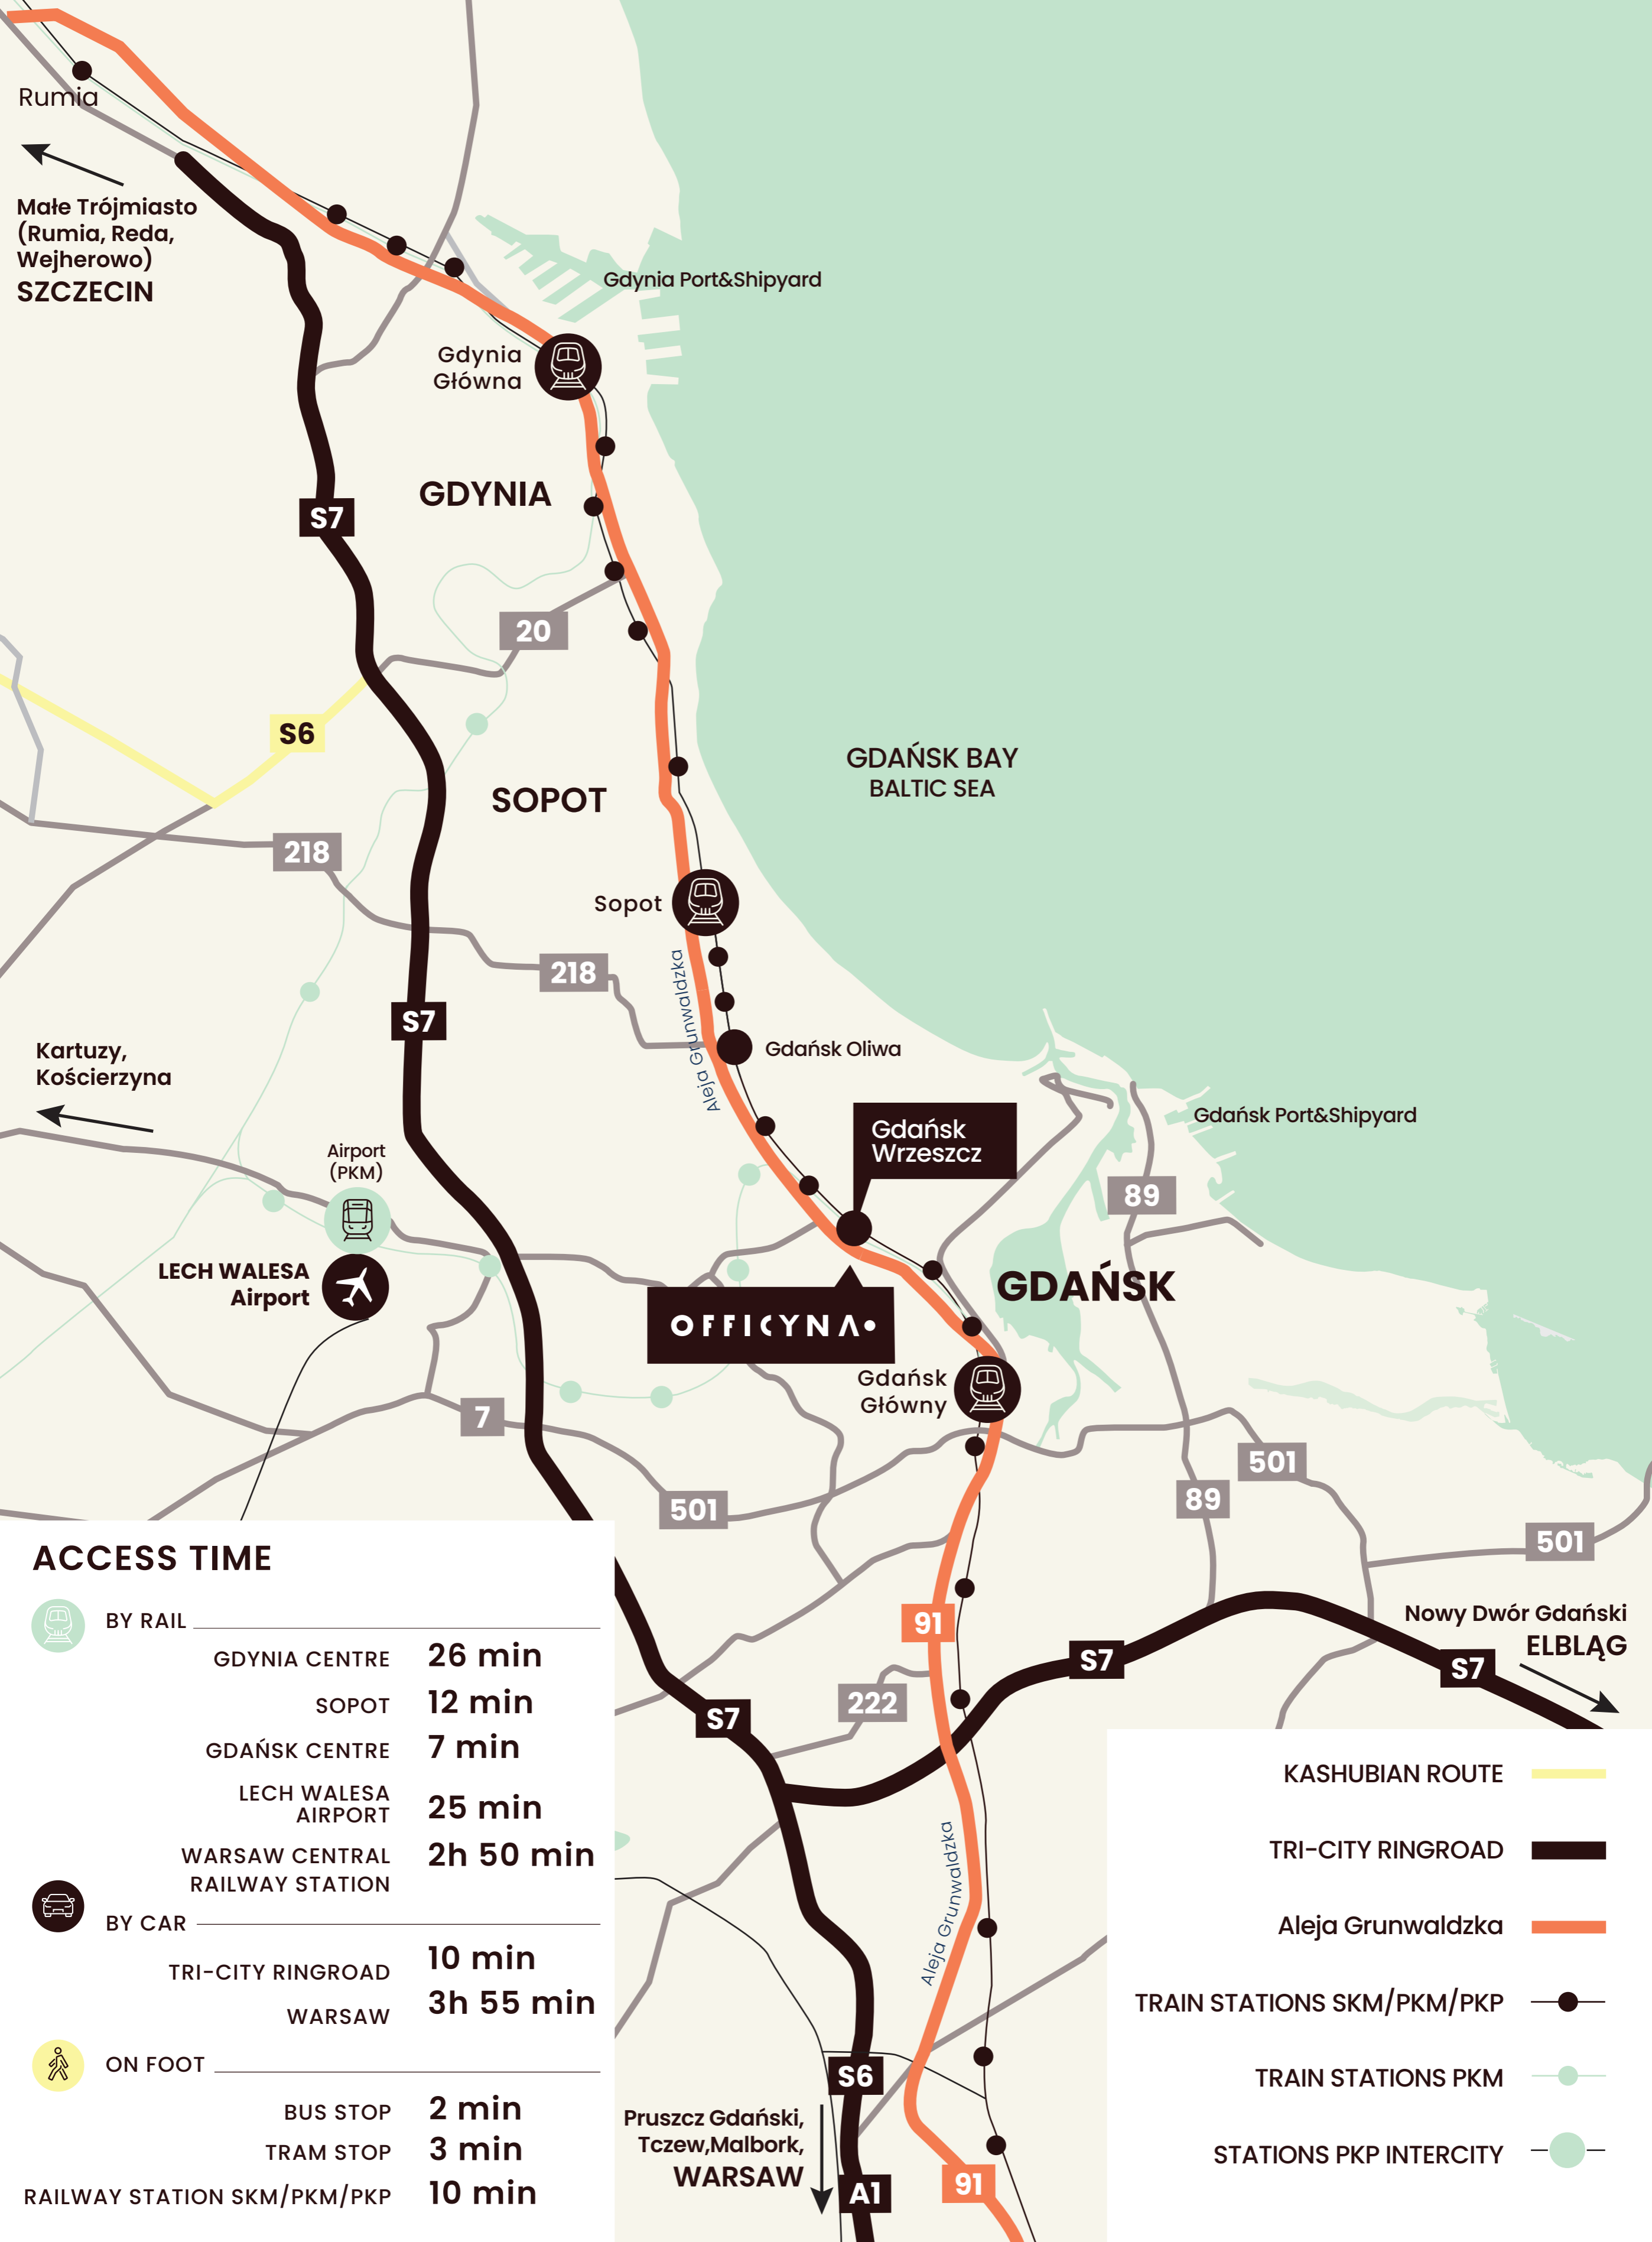 Rumia
Małe Trójmiasto
(Rumia, Reda,
Wejherowo)
SZCZECIN
Gdynia Port&Shipyard
Gdynia
Główna
GDYNIA
S7
20
S6
GDAŃSK BAY
BALTIC SEA
SOPOT
218
Sopot
218
Aleja Grunwaldzka
S7
Gdańsk Oliwa
Kartuzy,
Kościerzyna
Gdańsk Port&Shipyard
Gdańsk
Wrzeszcz
Airport
(PKM)
89
LECH WALESA
Airport
GDAŃSK
OFFICYNA
Gdańsk
Główny
7
501
501
89
501
91
Nowy Dwór Gdański
ELBLĄG
S7
S7
S7
222
Aleja Grunwaldzka
S6
Pruszcz Gdański,
Tczew,Malbork,
WARSAW
A1
91
ACCESS TIME
BY RAIL
GDYNIA CENTRE 26 min
SOPOT 12 min
GDAŃSK CENTRE 7 min
LECH WALESA
AIRPORT 25 min
WARSAW CENTRAL 2h 50 min
RAILWAY STATION
BY CAR
TRI-CITY RINGROAD 10 min
WARSAW 3h 55 min
ON FOOT
BUS STOP 2 min
TRAM STOP 3 min
RAILWAY STATION SKM/PKM/PKP 10 min
KASHUBIAN ROUTE
TRI-CITY RINGROAD
Aleja Grunwaldzka
TRAIN STATIONS SKM/PKM/PKP
TRAIN STATIONS PKM
STATIONS PKP INTERCITY